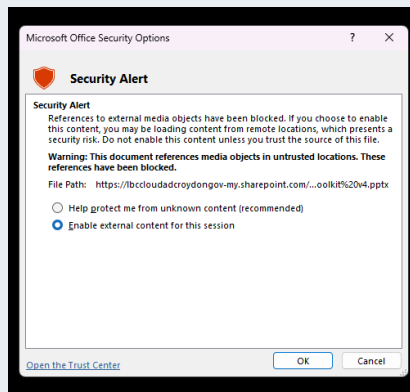 Microsoft Office Security Options
Security Alert
Security Alert
References to external media objects have been blocked. If you choose to enable
this content, you may be loading content from remote locations, which presents a
security risk. Do not enable this content unless you trust the source of this file.
Warning: This document references media objects in untrusted locations. These
references have been blocked.
File Path: https://lbccloudadcroydongov-my.sharepoint.com/...oolkit%20v4.pptx
Help protect me from unknown content (recommended)
Enable external content for this session
Open the Trust Center
OK
Cancel